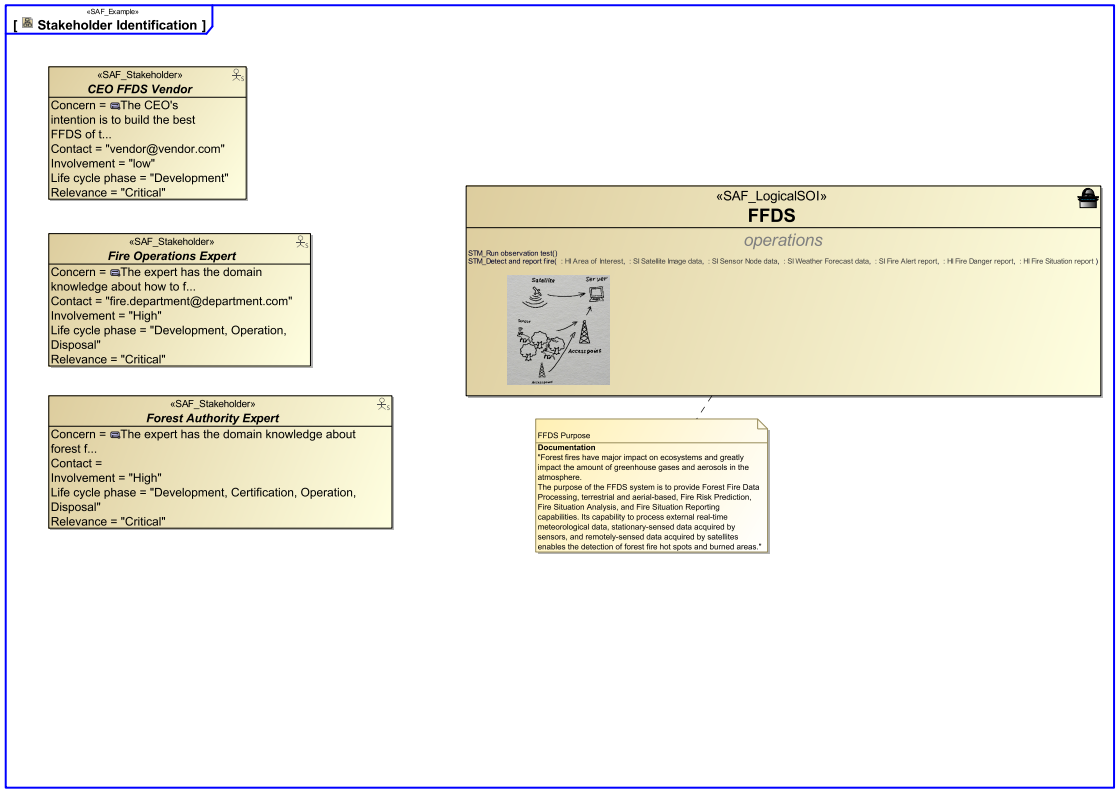 «SAF_Example»
[ Stakeholder Identification ]
«SAF_Stakeholder»
CEO FFDS Vendor
Concern = The CEO's
intention is to build the best
FFDS of t...
Contact = "vendor@vendor.com"
Involvement = "low"
Life cycle phase = "Development"
Relevance = "Critical"
«SAF_Stakeholder»
Fire Operations Expert
Concern = The expert has the domain
knowledge about how to f...
Contact = "fire.department@department.com"
Involvement = "High"
Life cycle phase = "Development, Operation,
Disposal"
Relevance = "Critical"
«SAF_Stakeholder»
Forest Authority Expert
Concern = The expert has the domain knowledge about
forest f...
Contact =
Involvement = "High"
Life cycle phase = "Development, Certification, Operation,
Disposal"
Relevance = "Critical"
«SAF_LogicalSOI»
FFDS
operations
STM_Run observation test()
STM_Detect and report fire( : HI Area of Interest, : SI Satellite Image data, : SI Sensor Node data, : SI Weather Forecast data, : SI Fire Alert report, : HI Fire Danger report, : HI Fire Situation report )
Satellite
Server
Sensor
Accesspoint
Accesspoint
FFDS Purpose
Documentation
"Forest fires have major impact on ecosystems and greatly
impact the amount of greenhouse gases and aerosols in the
atmosphere.
The purpose of the FFDS system is to provide Forest Fire Data
Processing, terrestrial and aerial-based, Fire Risk Prediction,
Fire Situation Analysis, and Fire Situation Reporting
capabilities. Its capability to process external real-time
meteorological data, stationary-sensed data acquired by
sensors, and remotely-sensed data acquired by satellites
enables the detection of forest fire hot spots and burned areas."